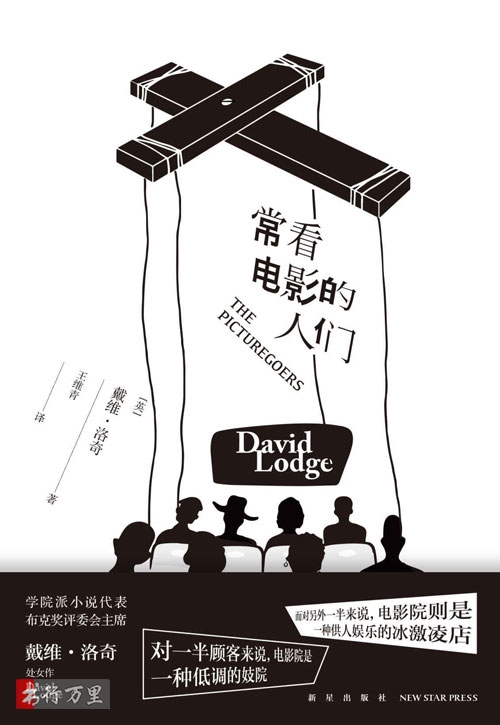 常看
电影的
人们
THE
PICTUREGOERS
[英]
戴维·洛奇 著
王维青 译
David
Lodge
学院派小说代表
布克奖评委会主席
戴维·洛奇
处女作
对一半顾客来说，电影院是
一种低调的妓院
面对另外一半来说，电影院则是
一种供人娱乐的冰激凌店
新星出版社 NEW STAR PRESS
书行万里